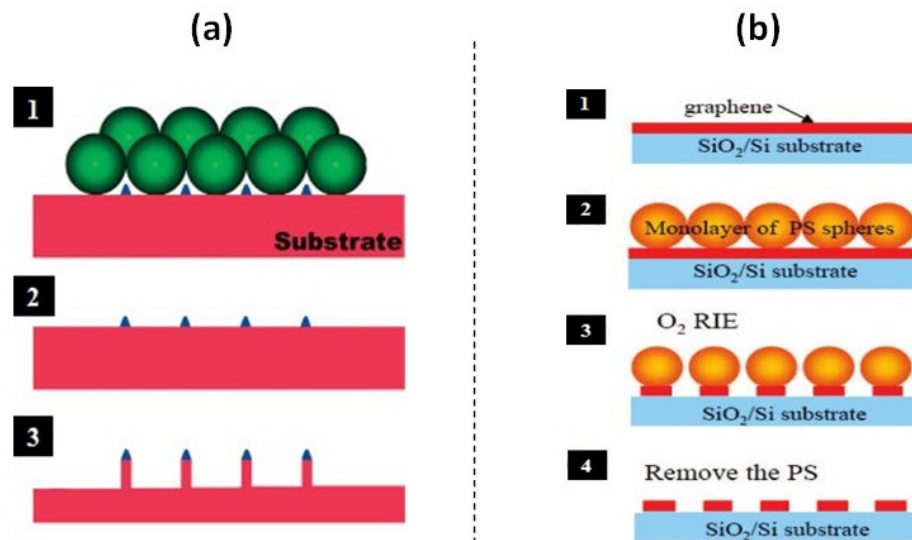 (a)
1
Substrate
2
3
(b)
1
graphene
SiO₂/Si substrate
2
Monolayer of PS spheres
SiO₂/Si substrate
3
O₂ RIE
SiO₂/Si substrate
4
Remove the PS
SiO₂/Si substrate